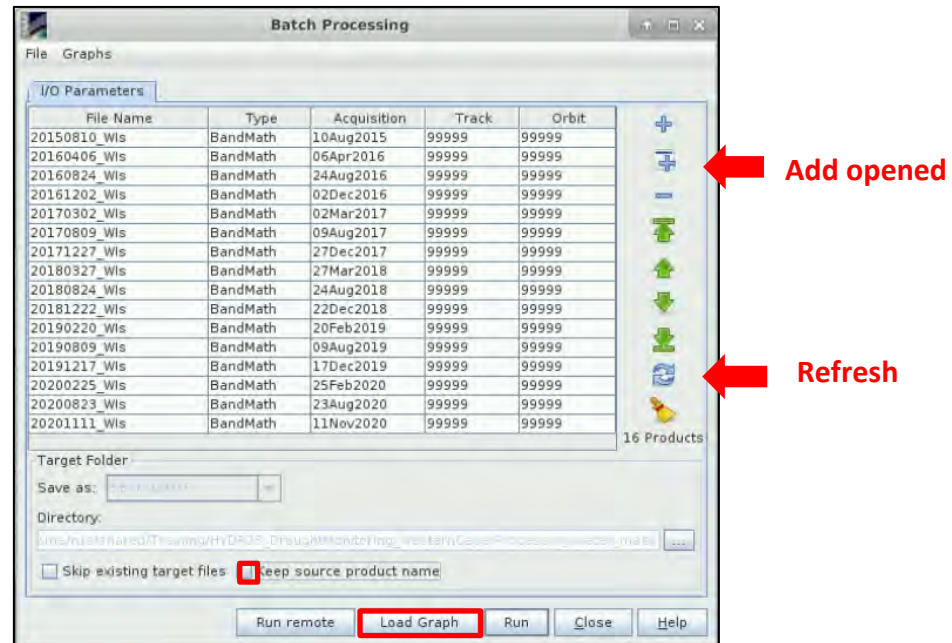 Batch Processing
File Graphs
I/O Parameters
File Name Type Acquisition Track Orbit
20150810_WIs BandMath 10Aug2015 99999 99999
20160406_WIs BandMath 06Apr2016 99999 99999
20160824_WIs BandMath 24Aug2016 99999 99999
20161202_WIs BandMath 02Dec2016 99999 99999
20170302_WIs BandMath 02Mar2017 99999 99999
20170809_WIs BandMath 09Aug2017 99999 99999
20171227_WIs BandMath 27Dec2017 99999 99999
20180327_WIs BandMath 27Mar2018 99999 99999
20180824_WIs BandMath 24Aug2018 99999 99999
20181222_WIs BandMath 22Dec2018 99999 99999
20190220_WIs BandMath 20Feb2019 99999 99999
20190809_WIs BandMath 09Aug2019 99999 99999
20191217_WIs BandMath 17Dec2019 99999 99999
20200225_WIs BandMath 25Feb2020 99999 99999
20200823_WIs BandMath 23Aug2020 99999 99999
20201111_WIs BandMath 11Nov2020 99999 99999
Add opened
Refresh
16 Products
Target Folder
Save as:
Directory:
...
Skip existing target files Keep source product name
Run remote Load Graph Run Close Help